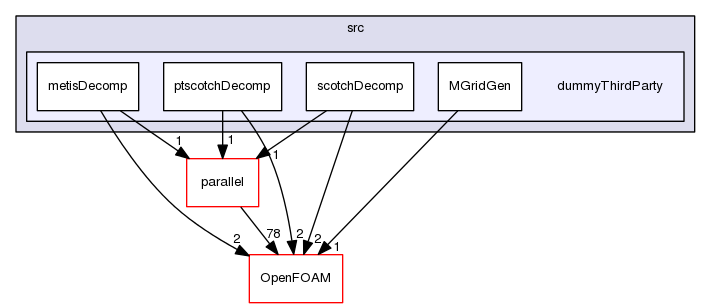 src
metisDecomp
ptscotchDecomp
scotchDecomp
MGridGen
dummyThirdParty
1
1
1
parallel
78
2
2
2
1
OpenFOAM